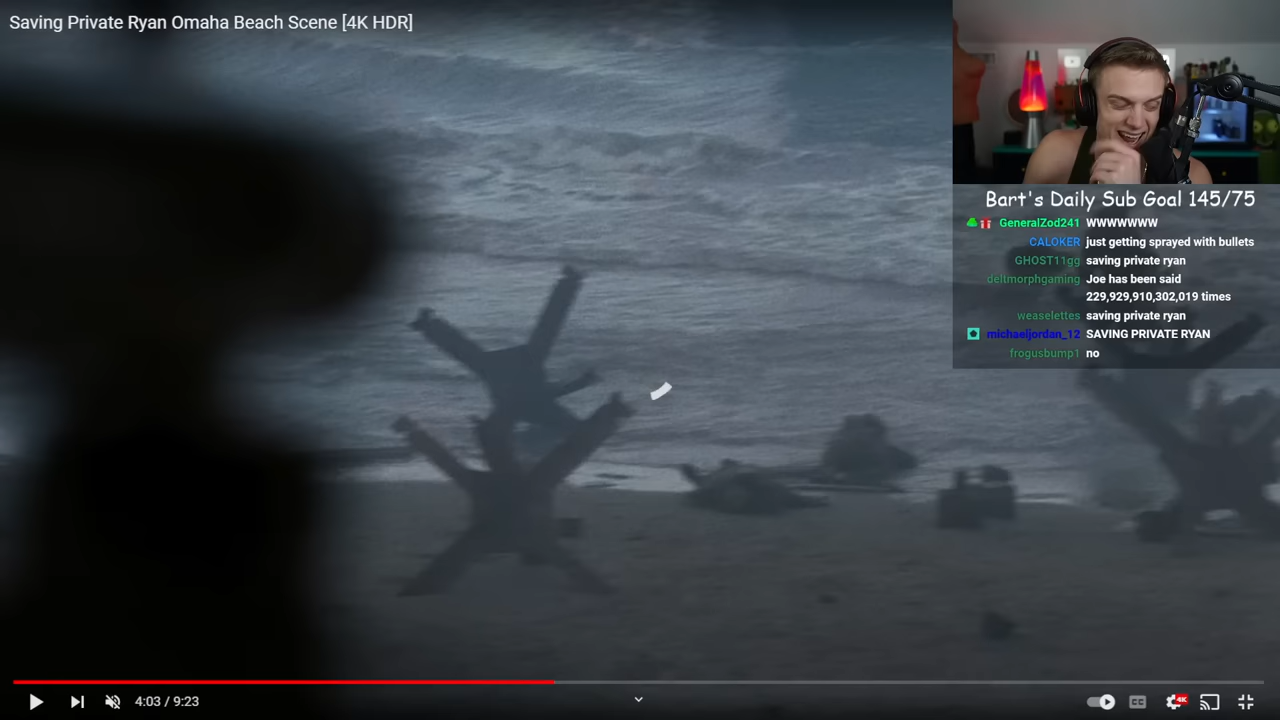 Saving Private Ryan Omaha Beach Scene [4K HDR]
Bart's Daily Sub Goal 145/75
GeneralZod241 WWWWWWW
CALOKER just getting sprayed with bullets
GHOST11gg saving private ryan
deltmorphgaming Joe has been said
229,929,910,302,019 times
weaselettes saving private ryan
michaeljordan_12 SAVING PRIVATE RYAN
frogusbump1 no
4:03 / 9:23
CC
4K